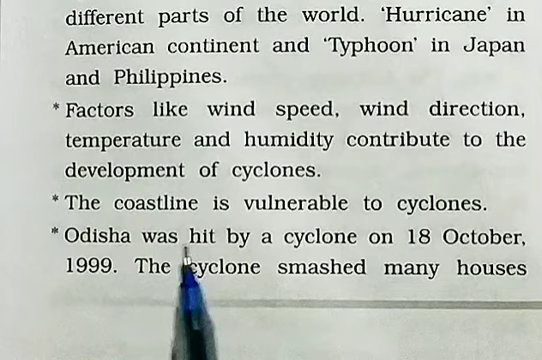 different parts of the world. ‘Hurricane’ in
American continent and ‘Typhoon’ in Japan
and Philippines.
* Factors like wind speed, wind direction,
temperature and humidity contribute to the
development of cyclones.
* The coastline is vulnerable to cyclones.
* Odisha was hit by a cyclone on 18 October,
1999. The cyclone smashed many houses